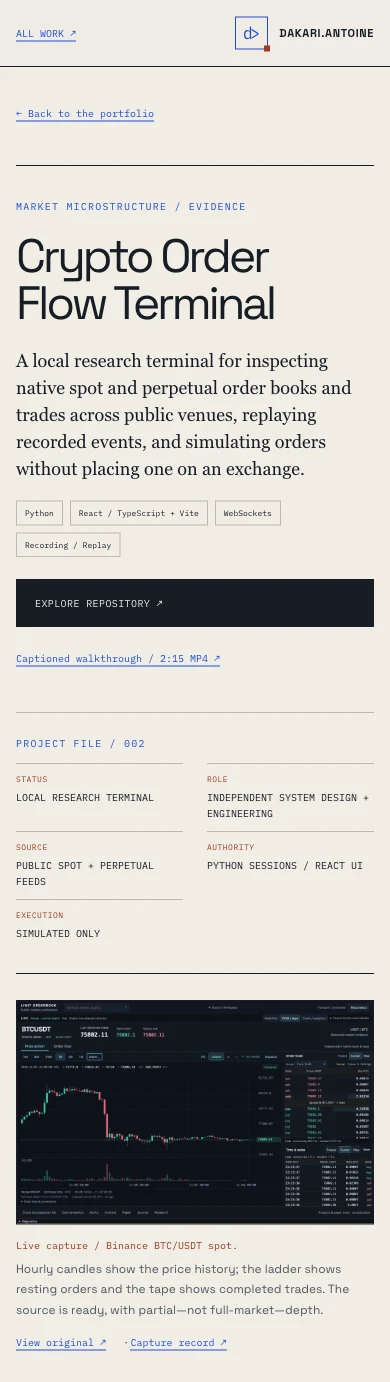 ALL WORK ↗
d> DAKARI.ANTOINE
← Back to the portfolio
MARKET MICROSTRUCTURE / EVIDENCE
Crypto Order
Flow Terminal
A local research terminal for inspecting
native spot and perpetual order books and
trades across public venues, replaying
recorded events, and simulating orders
without placing one on an exchange.
Python
React / TypeScript + Vite
WebSockets
Recording / Replay
EXPLORE REPOSITORY ↗
Captioned walkthrough / 2:15 MP4 ↗
PROJECT FILE / 002
STATUS
LOCAL RESEARCH TERMINAL
ROLE
INDEPENDENT SYSTEM DESIGN +
ENGINEERING
SOURCE
PUBLIC SPOT + PERPETUAL
FEEDS
AUTHORITY
PYTHON SESSIONS / REACT UI
EXECUTION
SIMULATED ONLY
LIMIT ORDERBOOK
BTCUSDT
75802.11
Live capture / Binance BTC/USDT spot.
Hourly candles show the price history; the ladder shows
resting orders and the tape shows completed trades. The
source is ready, with partial—not full-market—depth.
View original ↗ · Capture record ↗